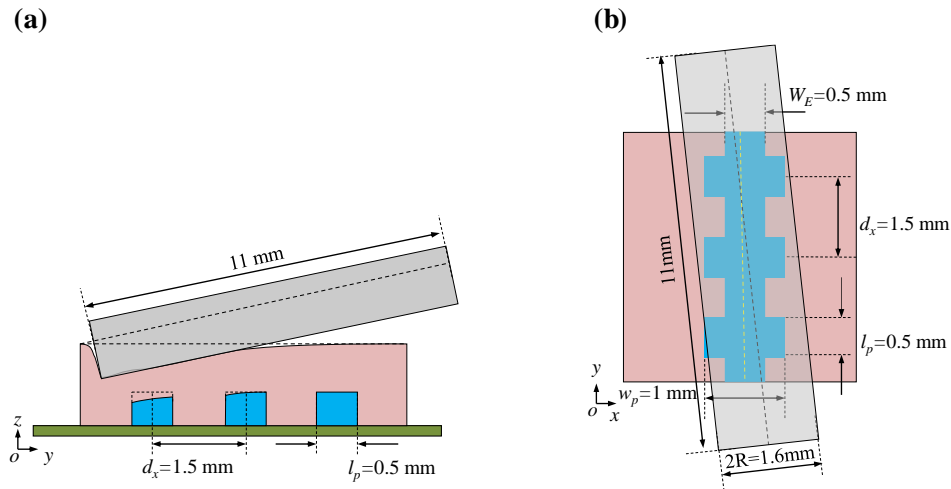 (a)
11 mm
z
o
y
d_x=1.5 mm
l_p=0.5 mm
(b)
W_E=0.5 mm
11mm
d_x=1.5 mm
l_p=0.5 mm
y
o
x
w_p=1 mm
2R=1.6mm